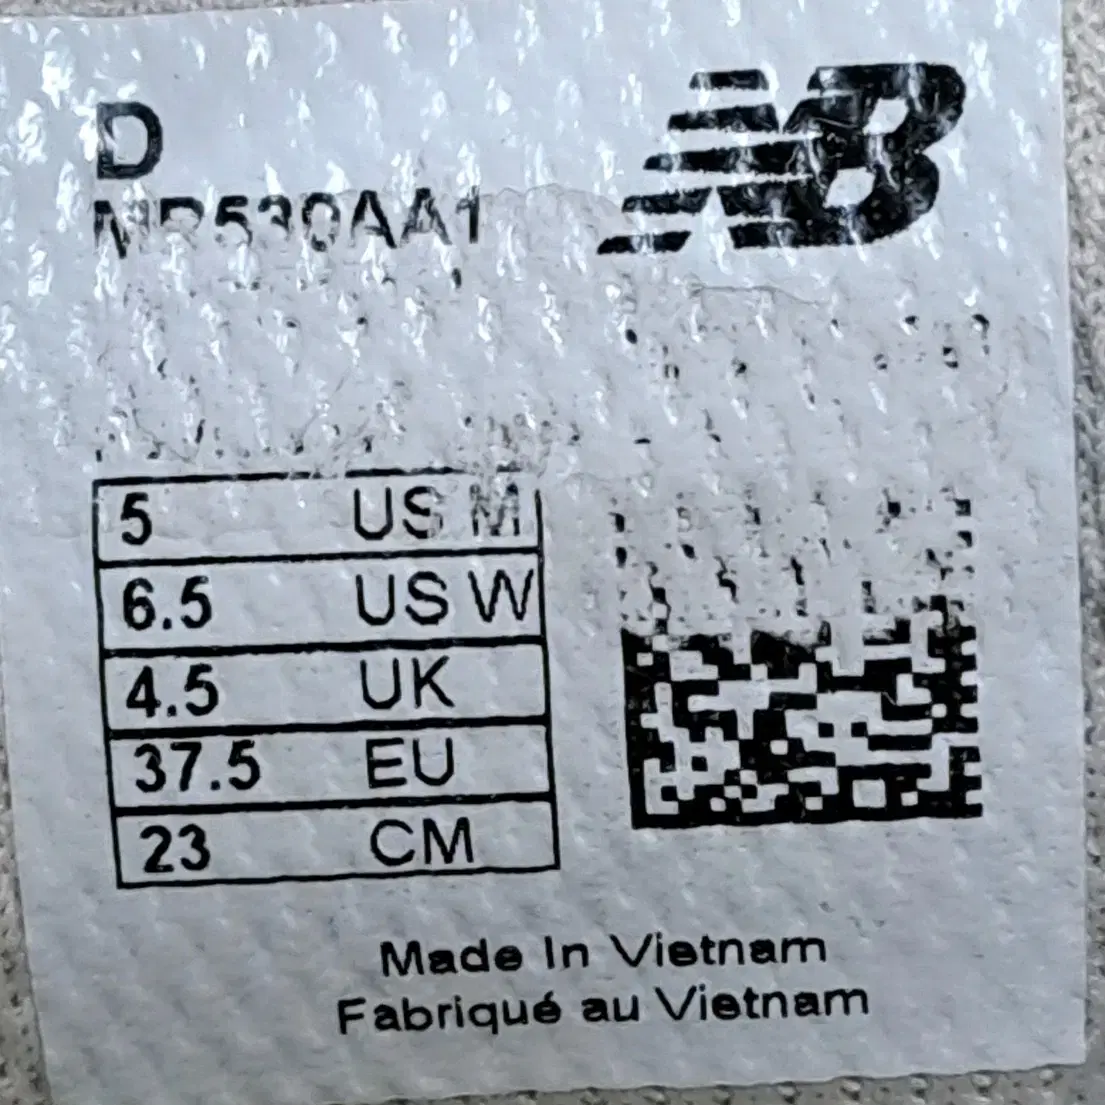 D
MR530AA1
5 US M
6.5 US W
4.5 UK
37.5 EU
23 CM
Made In Vietnam
Fabriqué au Vietnam